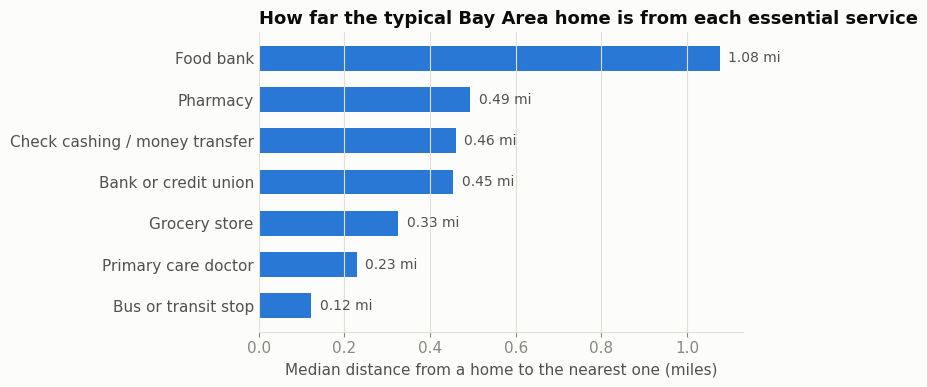 How far the typical Bay Area home is from each essential service
Food bank 1.08 mi
Pharmacy 0.49 mi
Check cashing / money transfer 0.46 mi
Bank or credit union 0.45 mi
Grocery store 0.33 mi
Primary care doctor 0.23 mi
Bus or transit stop 0.12 mi
0.0 0.2 0.4 0.6 0.8 1.0
Median distance from a home to the nearest one (miles)